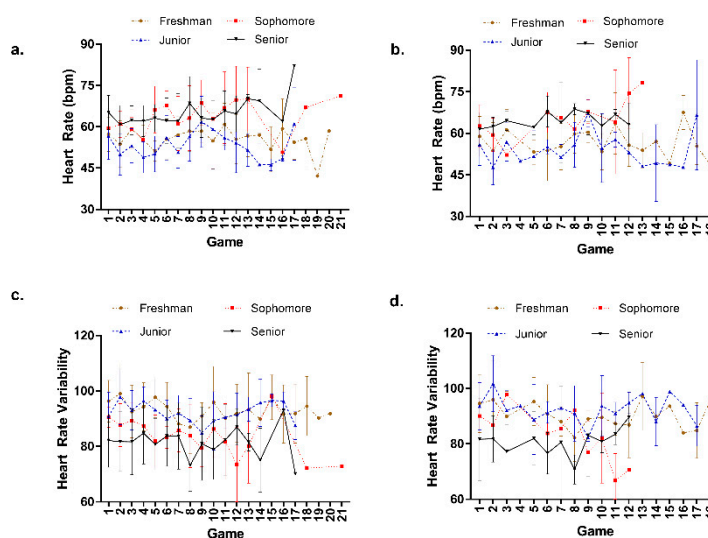 a.
Freshman Sophomore
Junior Senior
Heart Rate (bpm)
90
75
60
45
30
1 2 3 4 5 6 7 8 9 10 11 12 13 14 15 16 17 18 19 20 21
Game
b.
Freshman Sophomore
Junior Senior
Heart Rate (bpm)
90
75
60
45
30
1 2 3 4 5 6 7 8 9 10 11 12 13 14 15 16 17 18
Game
c.
Freshman Sophomore
Junior Senior
Heart Rate Variability
120
100
80
60
1 2 3 4 5 6 7 8 9 10 11 12 13 14 15 16 17 18 19 20 21
Game
d.
Freshman Sophomore
Junior Senior
Heart Rate Variability
120
100
80
60
1 2 3 4 5 6 7 8 9 10 11 12 13 14 15 16 17 18
Game